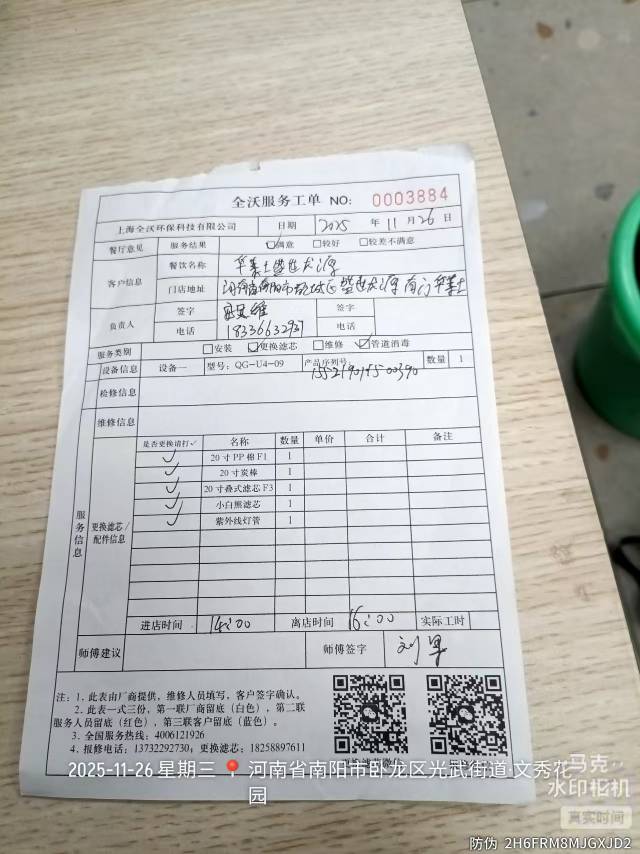 全沃服务工单 NO: 0003884
上海全沃环保科技有限公司 日期 2025 年 11 月 26 日
餐厅意见 服务结果 ☑满意 □较好 □较差不满意
客户信息 餐饮名称 华莱士
门店地址 河南省南阳市 南门华莱士
负责人 签字 签字
电话 18336632937 电话
服务类别 □安装 ☑更换滤芯 □维修 ☑管道消毒
设备信息 设备一 型号: QG-U4-09 产品序列号: 数量 1
检修信息
维修信息
服务信息 更换滤芯/配件信息
是否更换请打✓ 名称 数量 单价 合计 备注
✓ 20寸PP棉F1 1
✓ 20寸炭棒 1
✓ 20寸叠式滤芯F3 1
✓ 小白熊滤芯 1
✓ 紫外线灯管 1
进店时间 14:00 离店时间 16:00 实际工时
师傅建议 师傅签字 刘
注: 1. 此表由厂商提供, 维修人员填写, 客户签字确认。
2. 此表一式三份, 第一联厂商留底（白色）, 第二联
服务人员留底（红色）, 第三联客户留底（蓝色）。
3. 全国服务热线: 4006121926
4. 报修电话: 13732292730; 更换滤芯: 18258897611
2025-11-26 星期三 河南省南阳市卧龙区光武街道·文秀花
园
马克
水印相机
真实时间
防伪 2H6FRM8MJGXJD2